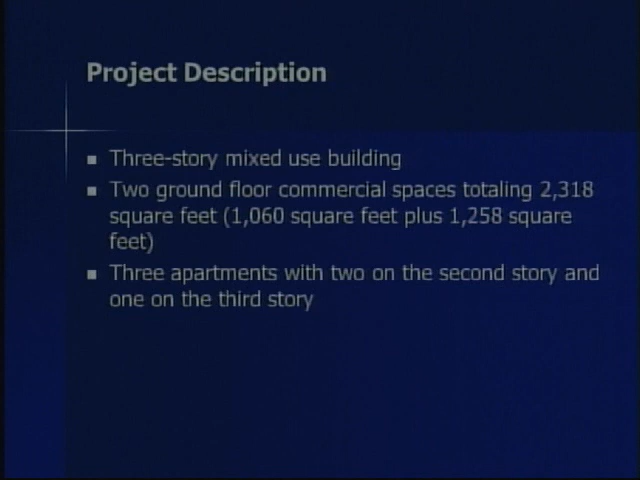 Project Description
Three-story mixed use building
Two ground floor commercial spaces totaling 2,318
square feet (1,060 square feet plus 1,258 square
feet)
Three apartments with two on the second story and
one on the third story